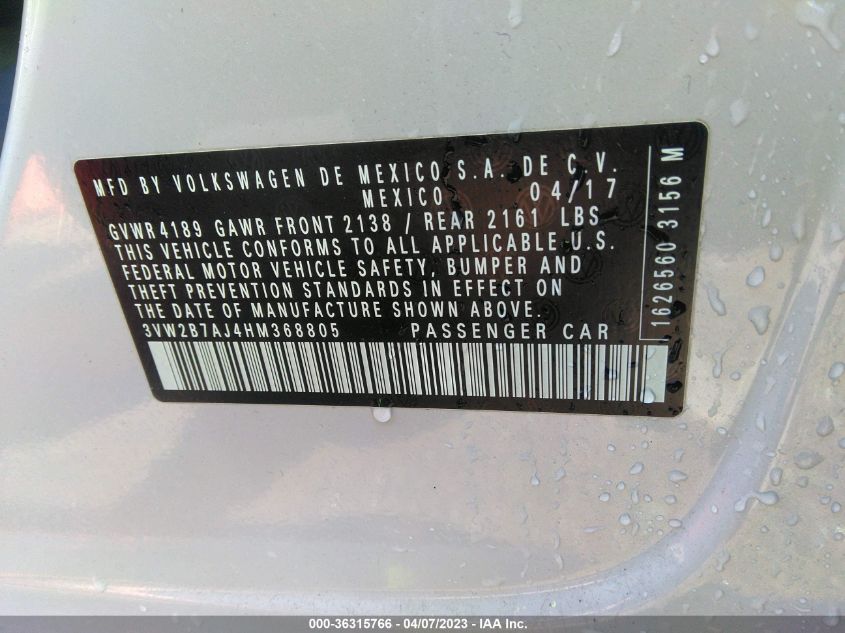 MFD BY VOLKSWAGEN DE MEXICO S.A. DE C.V.
MEXICO 04/17
GVWR 4189 GAWR FRONT 2138 / REAR 2161 LBS
THIS VEHICLE CONFORMS TO ALL APPLICABLE U.S.
FEDERAL MOTOR VEHICLE SAFETY, BUMPER AND
THEFT PREVENTION STANDARDS IN EFFECT ON
THE DATE OF MANUFACTURE SHOWN ABOVE.
3VW2B7AJ4HM368805 PASSENGER CAR
1626560 3156 M
000-36315766 - 04/07/2023 - IAA Inc.